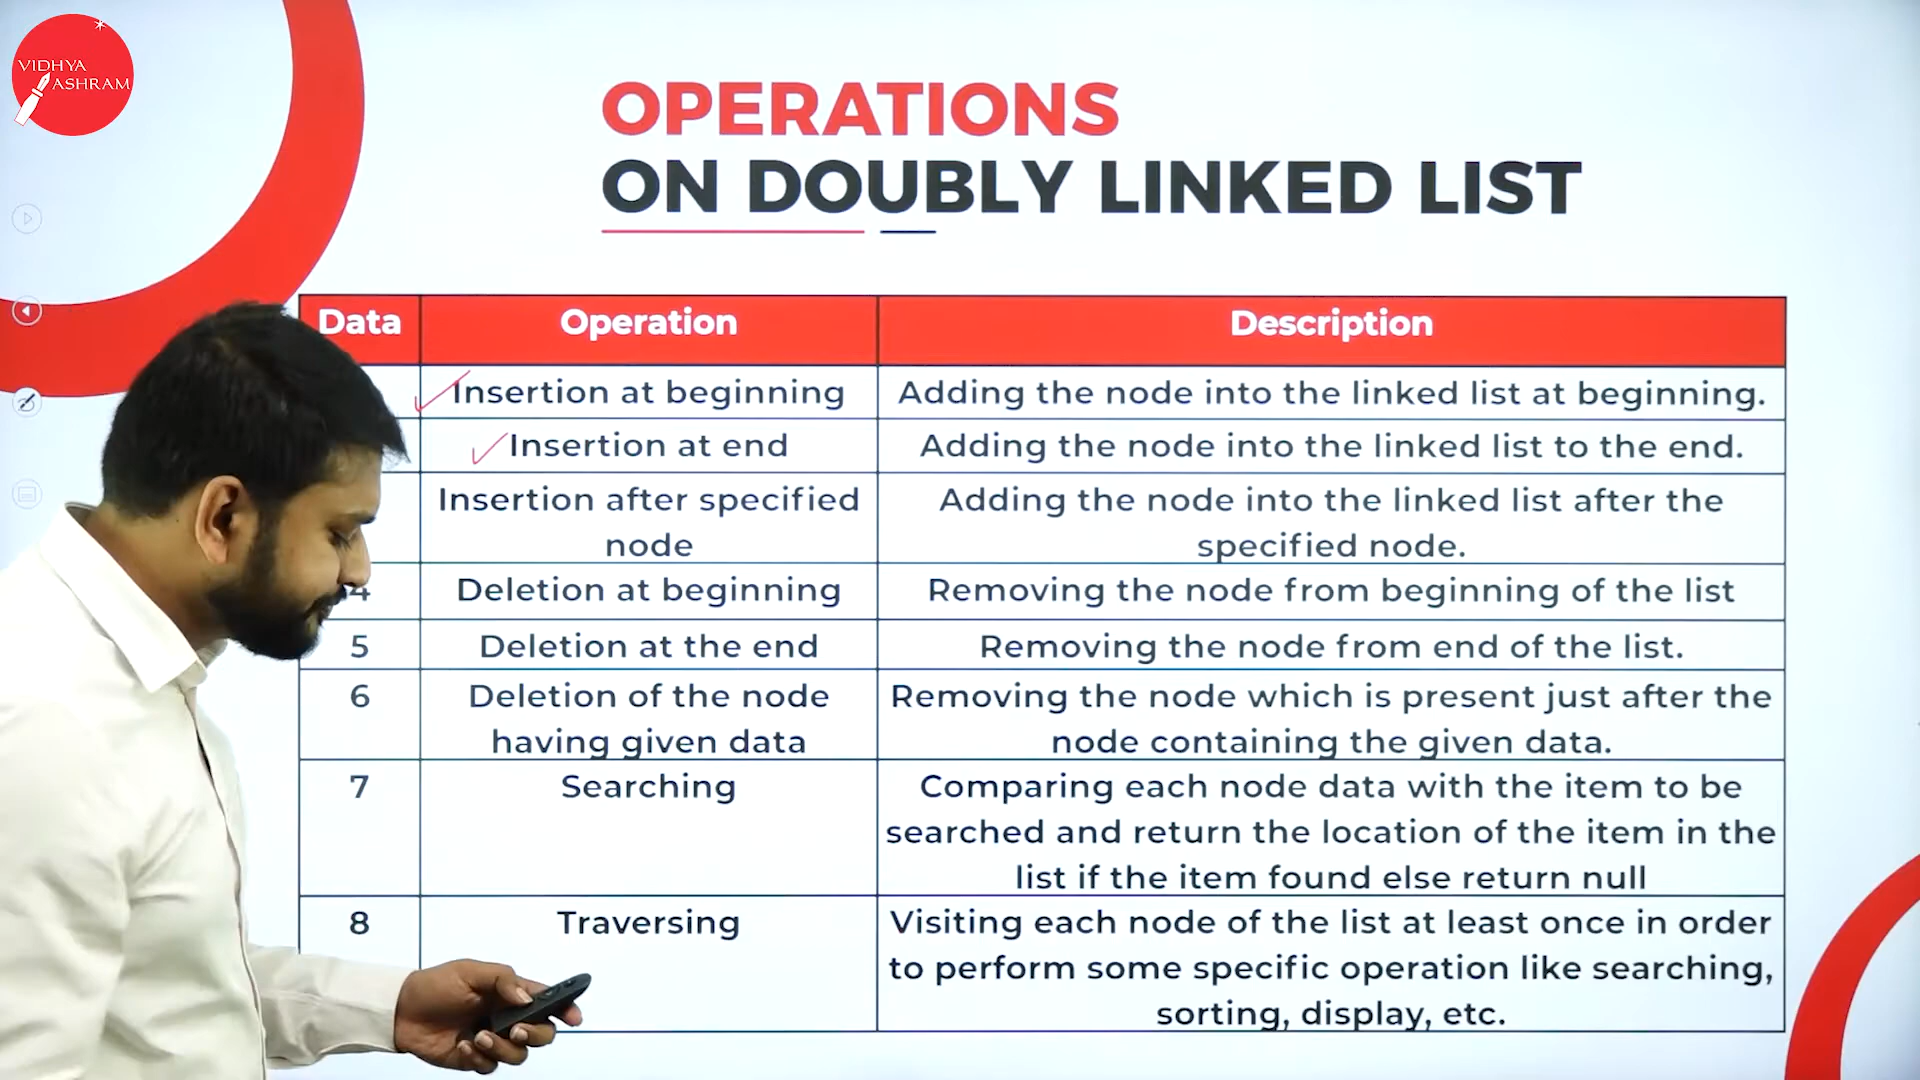 VIDHYA
ASHRAM
OPERATIONS
ON DOUBLY LINKED LIST
Data Operation Description
Insertion at beginning Adding the node into the linked list at beginning.
Insertion at end Adding the node into the linked list to the end.
Insertion after specified Adding the node into the linked list after the
node specified node.
4 Deletion at beginning Removing the node from beginning of the list
5 Deletion at the end Removing the node from end of the list.
6 Deletion of the node Removing the node which is present just after the
having given data node containing the given data.
7 Searching Comparing each node data with the item to be
searched and return the location of the item in the
list if the item found else return null
8 Traversing Visiting each node of the list at least once in order
to perform some specific operation like searching,
sorting, display, etc.